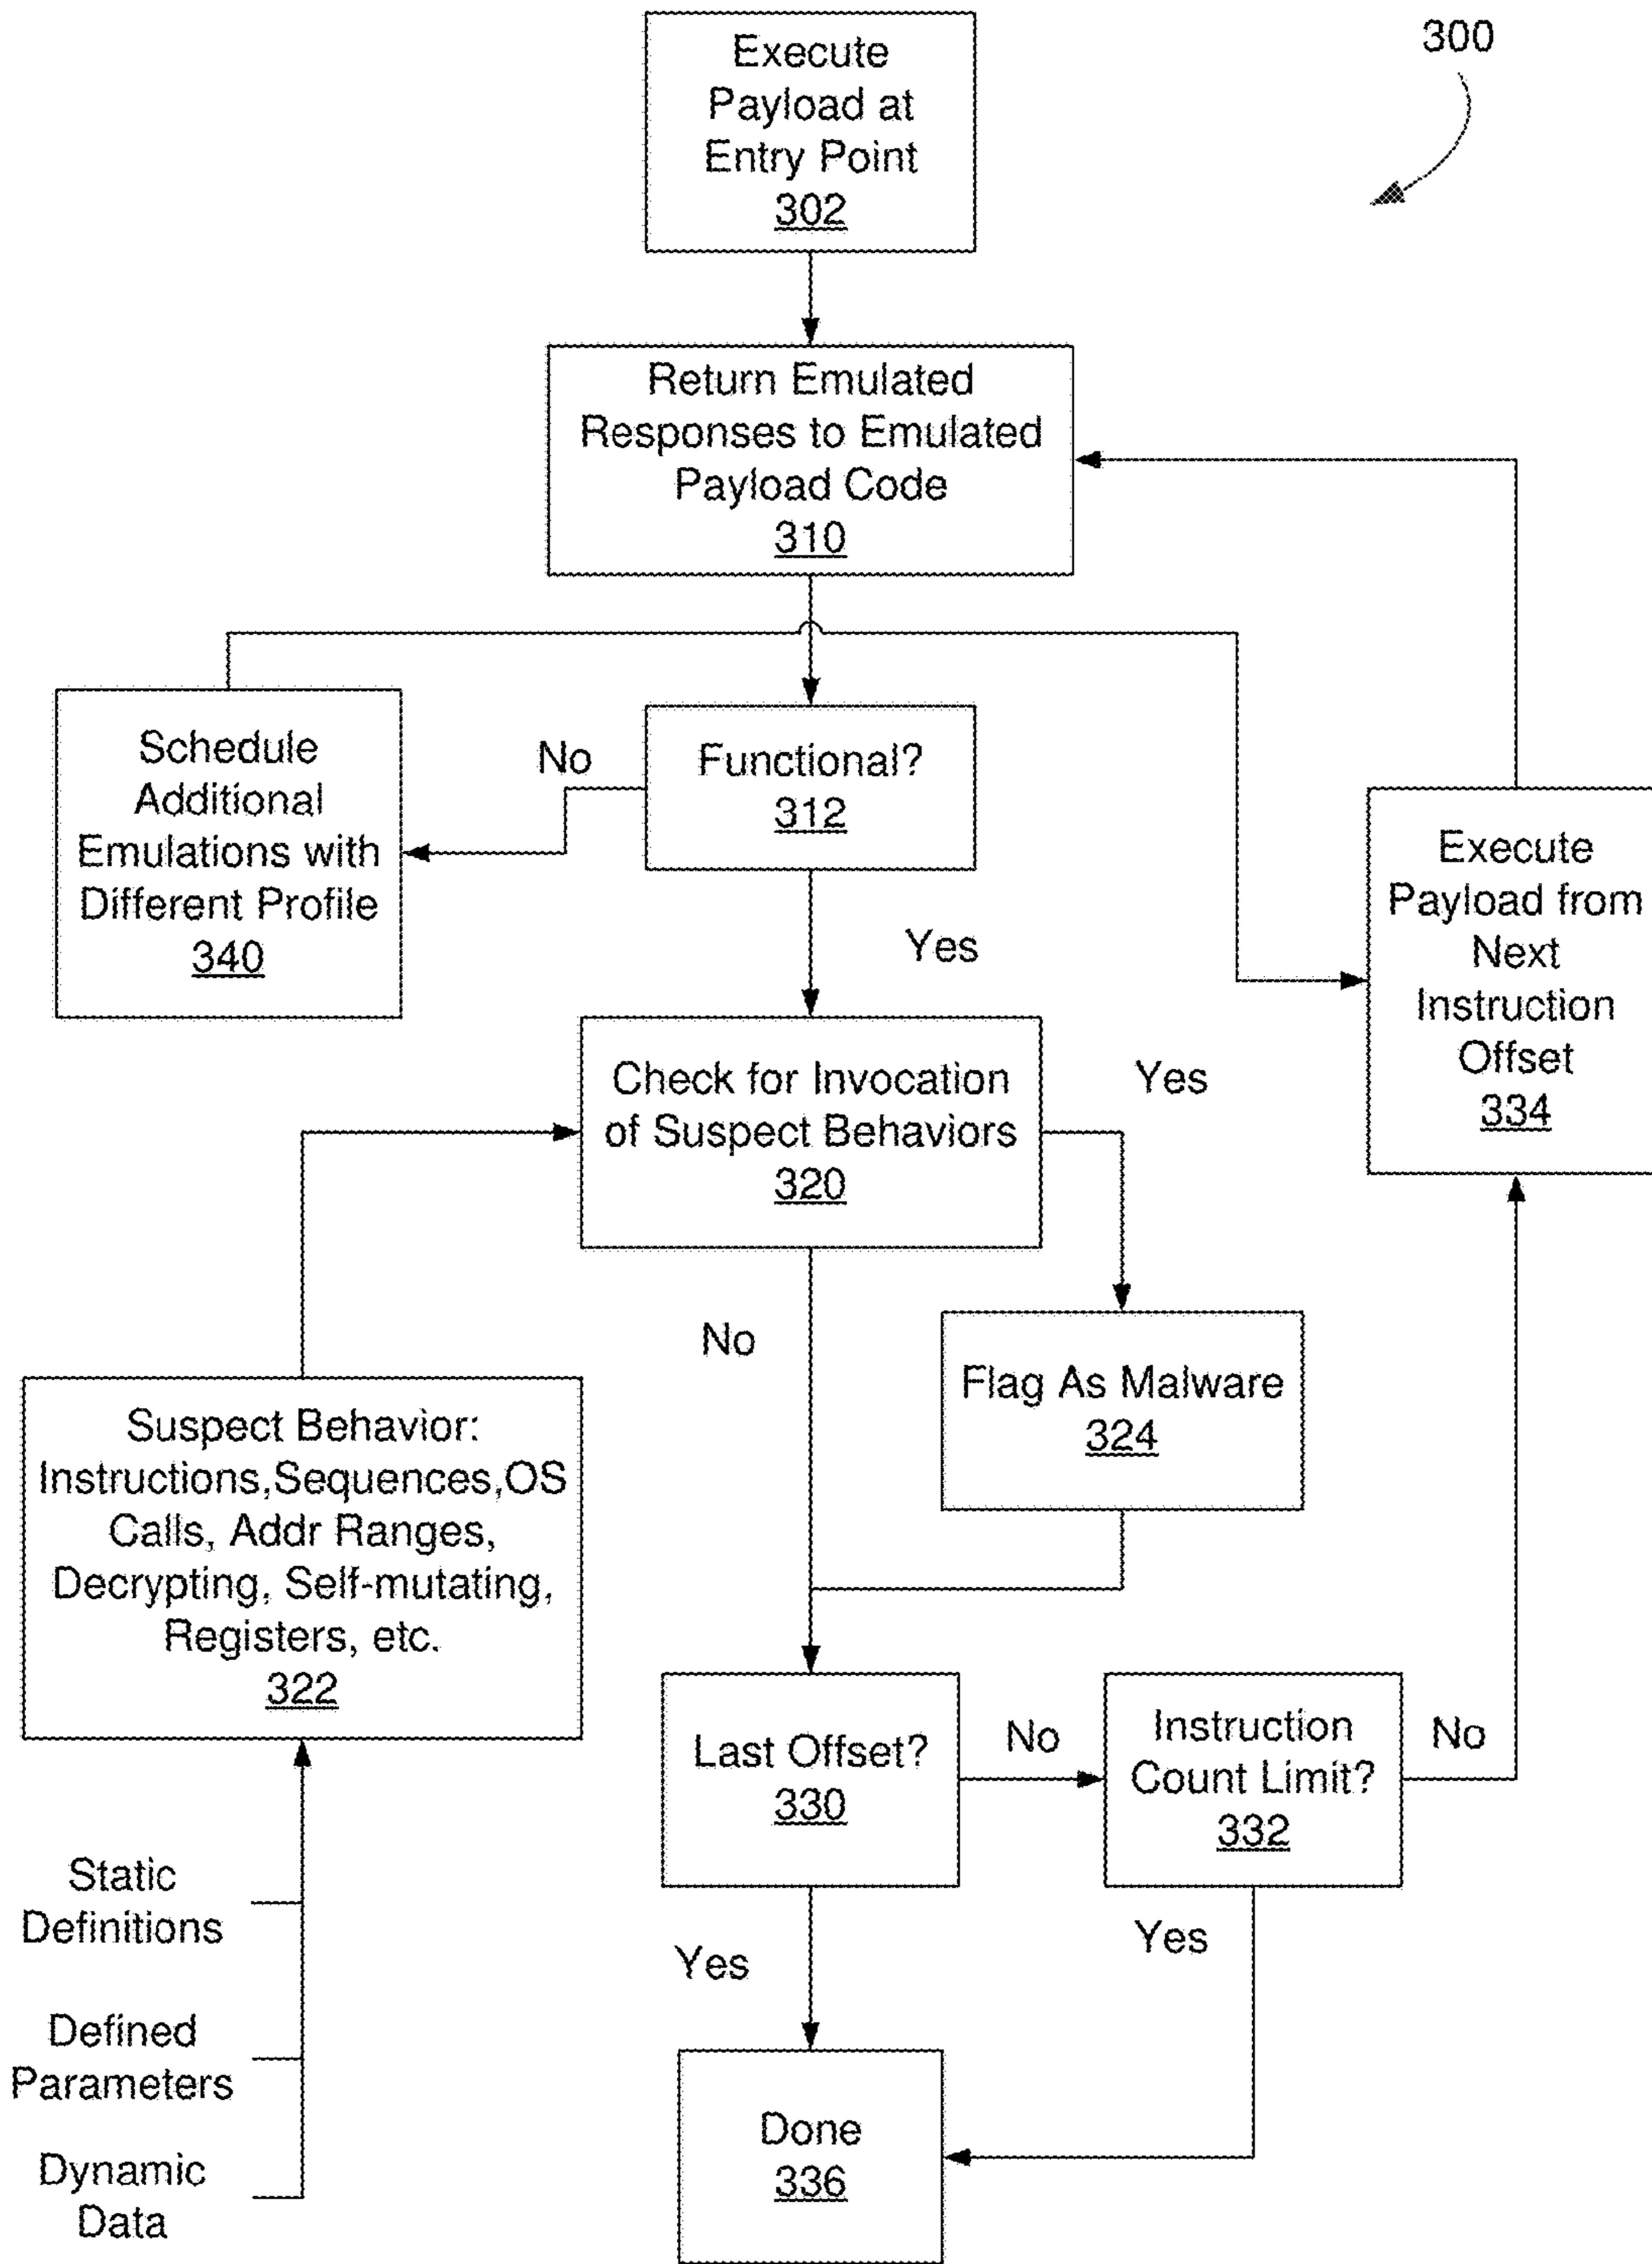 Execute
Payload at
Entry Point
302
300
Return Emulated
Responses to Emulated
Payload Code
310
Schedule
Additional
Emulations with
Different Profile
340
No
Functional?
312
Yes
Execute
Payload from
Next
Instruction
Offset
334
Check for Invocation
of Suspect Behaviors
320
Yes
No
Flag As Malware
324
Suspect Behavior:
Instructions,Sequences,OS
Calls, Addr Ranges,
Decrypting, Self-mutating,
Registers, etc.
322
Last Offset?
330
No
Instruction
Count Limit?
332
No
Static
Definitions
Yes
Yes
Defined
Parameters
Done
336
Dynamic
Data